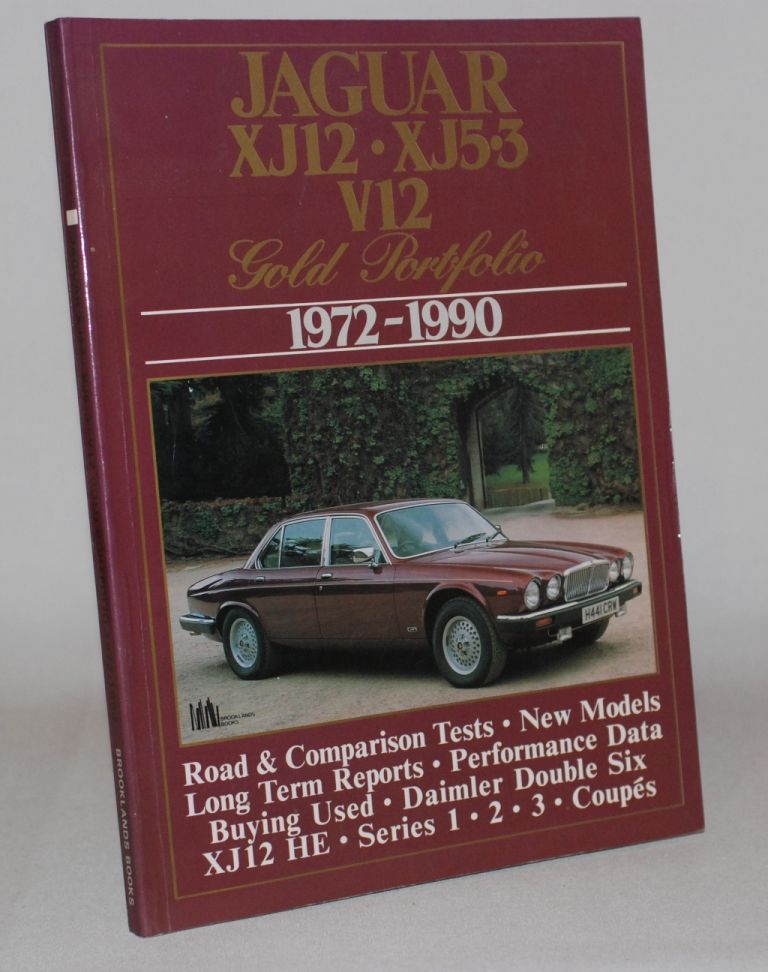 JAGUAR
XJ12 · XJ5·3
V12
Gold Portfolio
1972-1990
H441 CRW
BROOKLANDS
BOOKS
Road & Comparison Tests · New Models
Long Term Reports · Performance Data
Buying Used · Daimler Double Six
XJ12 HE · Series 1 · 2 · 3 · Coupés
BROOKLANDS BOOKS